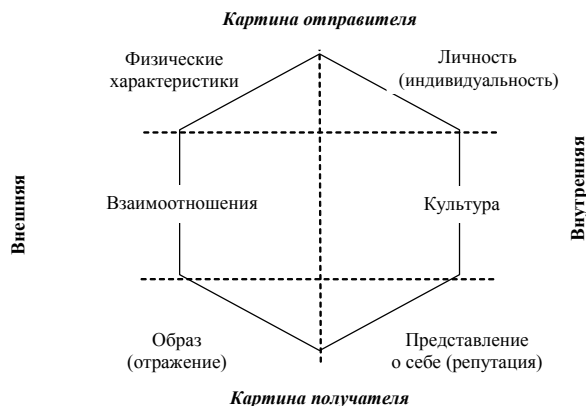 Картина отправителя
Физические
характеристики
Личность
(индивидуальность)
Внешняя
Взаимоотношения
Культура
Внутренняя
Образ
(отражение)
Представление
о себе (репутация)
Картина получателя